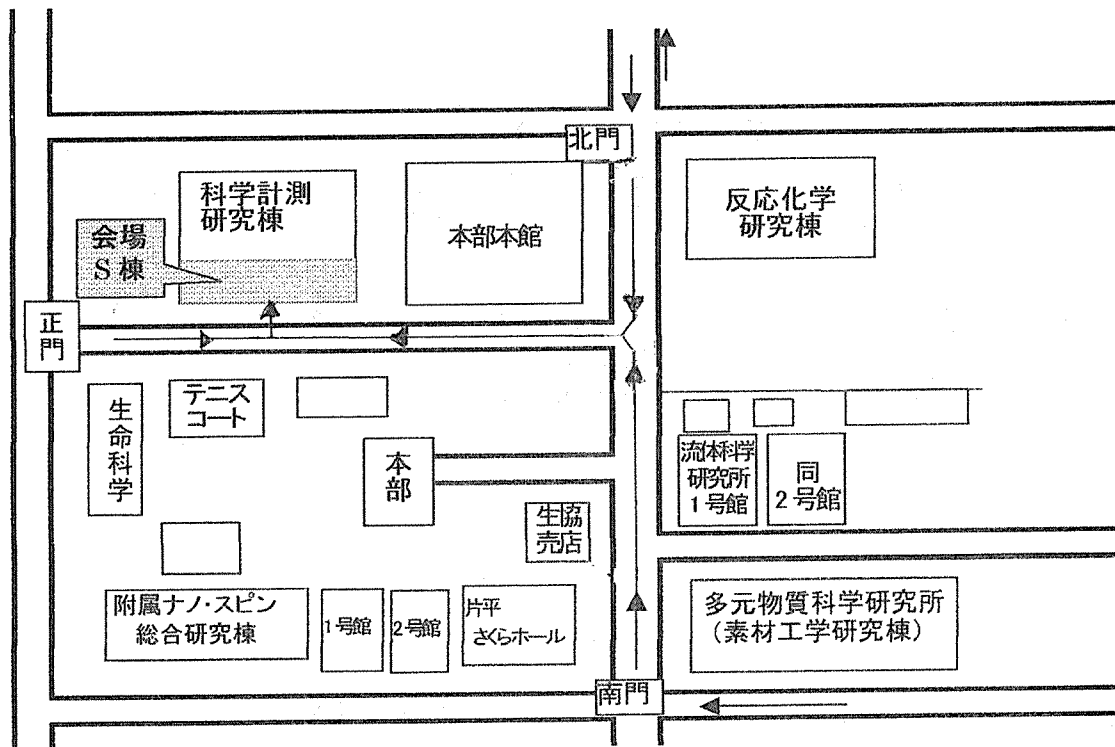 北門
科学計測
研究棟
本部本館
反応化学
研究棟
会場
S棟
正
門
生
命
科
学
テニス
コート
本
部
流体科学
研究所
1号館
同
2号館
生協
売店
附属ナノ・スピン
総合研究棟
1号館
2号館
片平
さくらホール
多元物質科学研究所
(素材工学研究棟)
南門